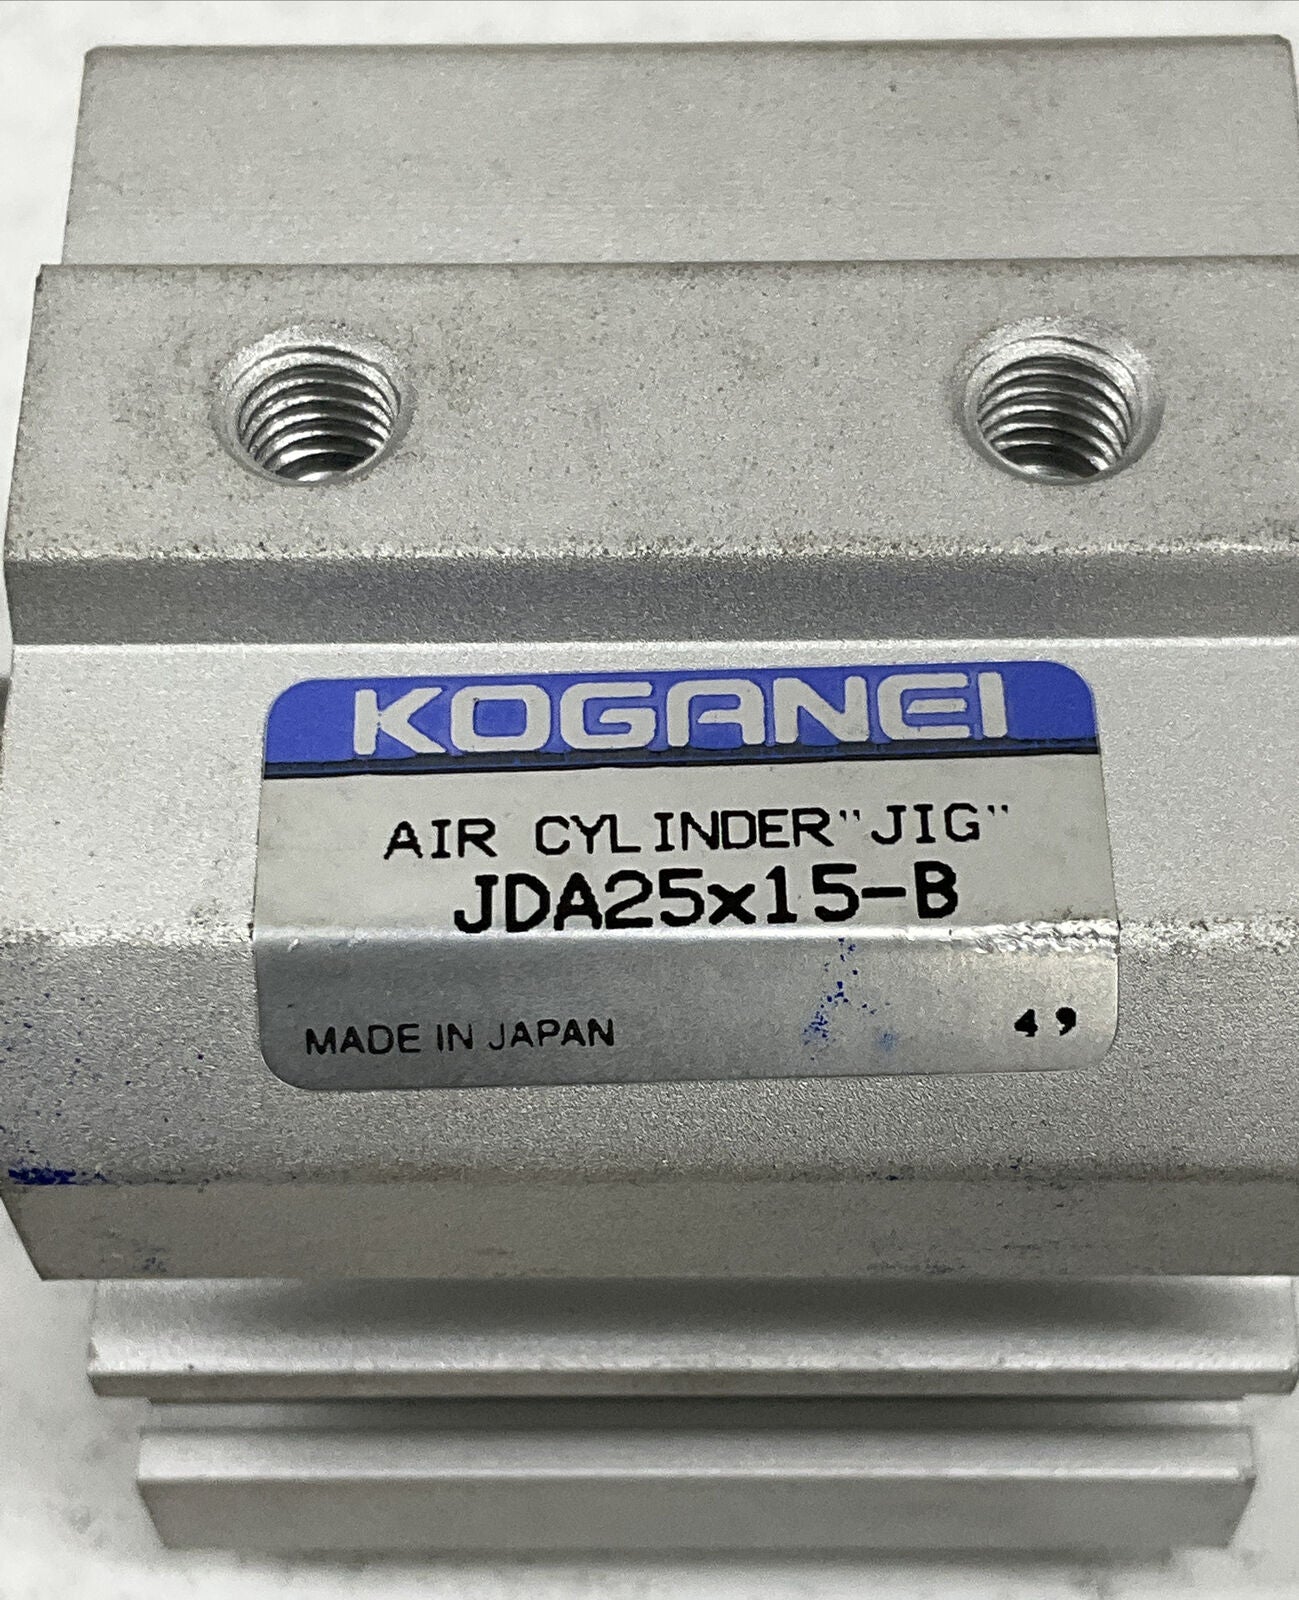 KOGANEI
AIR CYLINDER"JIG"
JDA25x15-B
MADE IN JAPAN 49